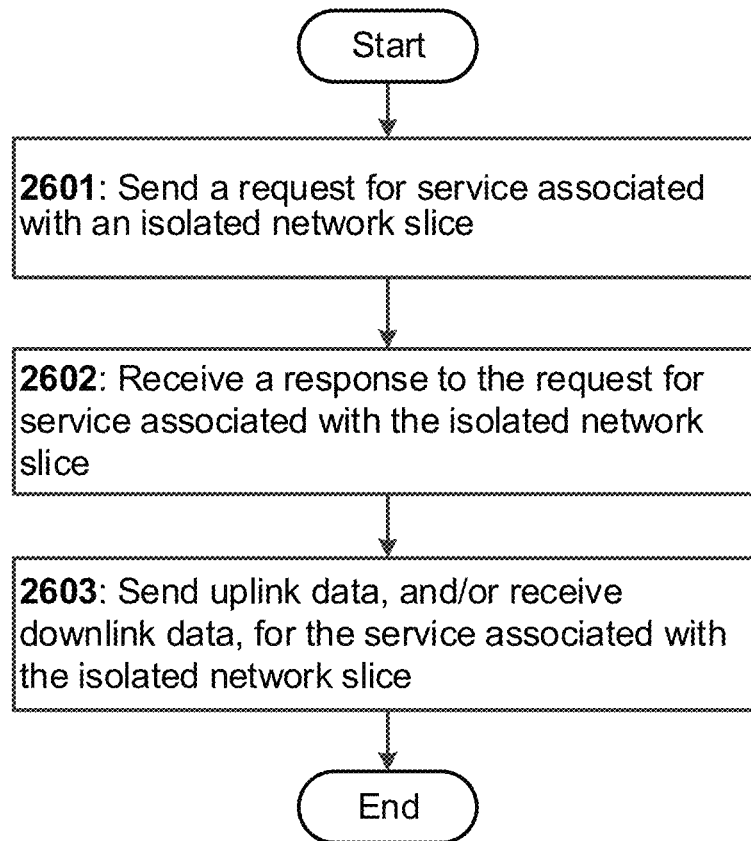 Start
2601: Send a request for service associated
with an isolated network slice
2602: Receive a response to the request for
service associated with the isolated network
slice
2603: Send uplink data, and/or receive
downlink data, for the service associated with
the isolated network slice
End